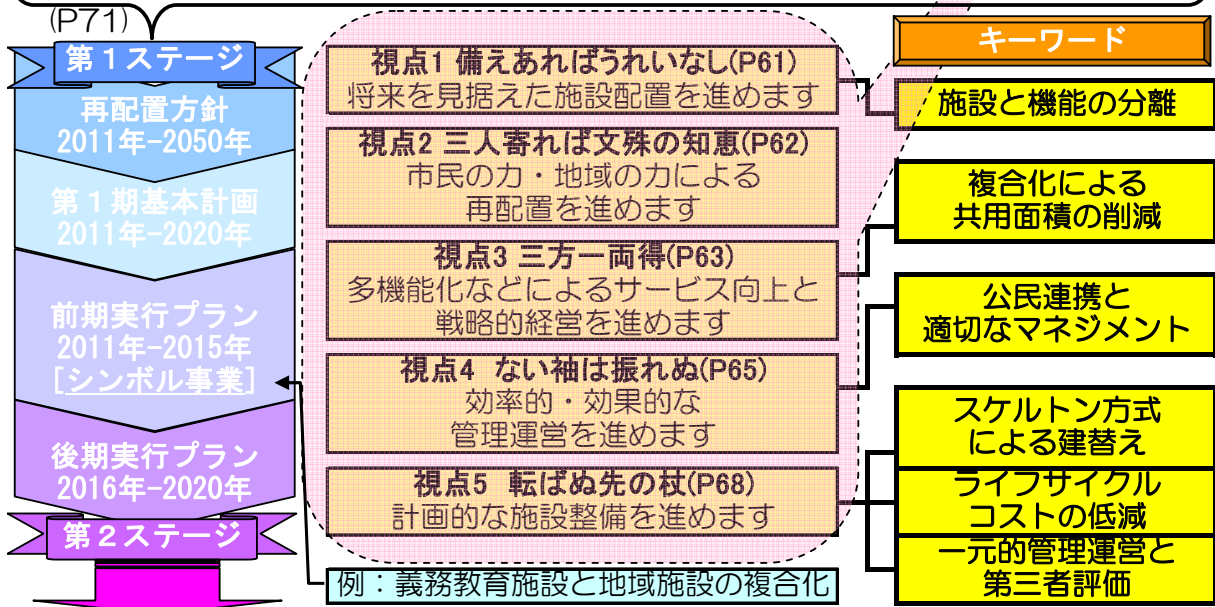 (P71)
第１ステージ
再配置方針
2011年-2050年
第１期基本計画
2011年-2020年
前期実行プラン
2011年-2015年
[シンボル事業]
後期実行プラン
2016年-2020年
第２ステージ
視点1 備えあればうれいなし(P61)
将来を見据えた施設配置を進めます
視点2 三人寄れば文殊の知恵(P62)
市民の力・地域の力による
再配置を進めます
視点3 三方一両得(P63)
多機能化などによるサービス向上と
戦略的経営を進めます
視点4 ない袖は振れぬ(P65)
効率的・効果的な
管理運営を進めます
視点5 転ばぬ先の杖(P68)
計画的な施設整備を進めます
例：義務教育施設と地域施設の複合化
キーワード
施設と機能の分離
複合化による
共用面積の削減
公民連携と
適切なマネジメント
スケルトン方式
による建替え
ライフサイクル
コストの低減
一元的管理運営と
第三者評価